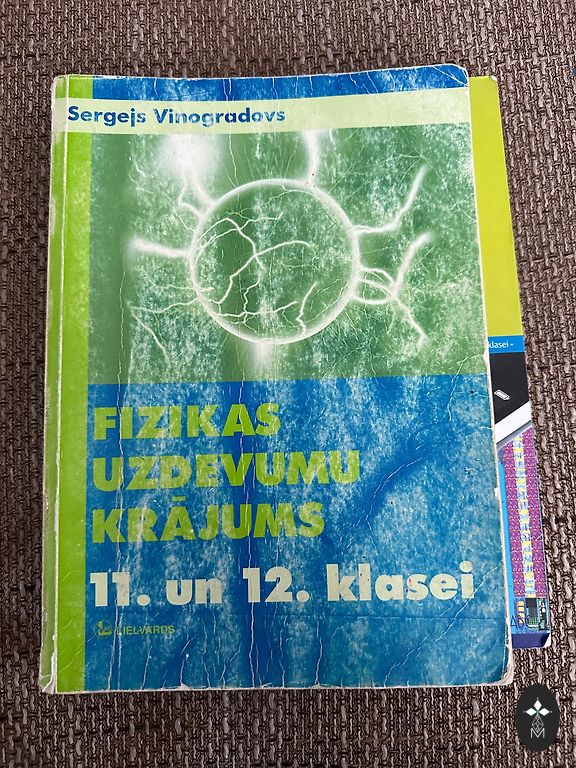 Sergejs Vinogradovs
klasei -
FIZIKAS
UZDEVUMU
KRĀJUMS
11. un 12. klasei
LIELVĀRDS
M